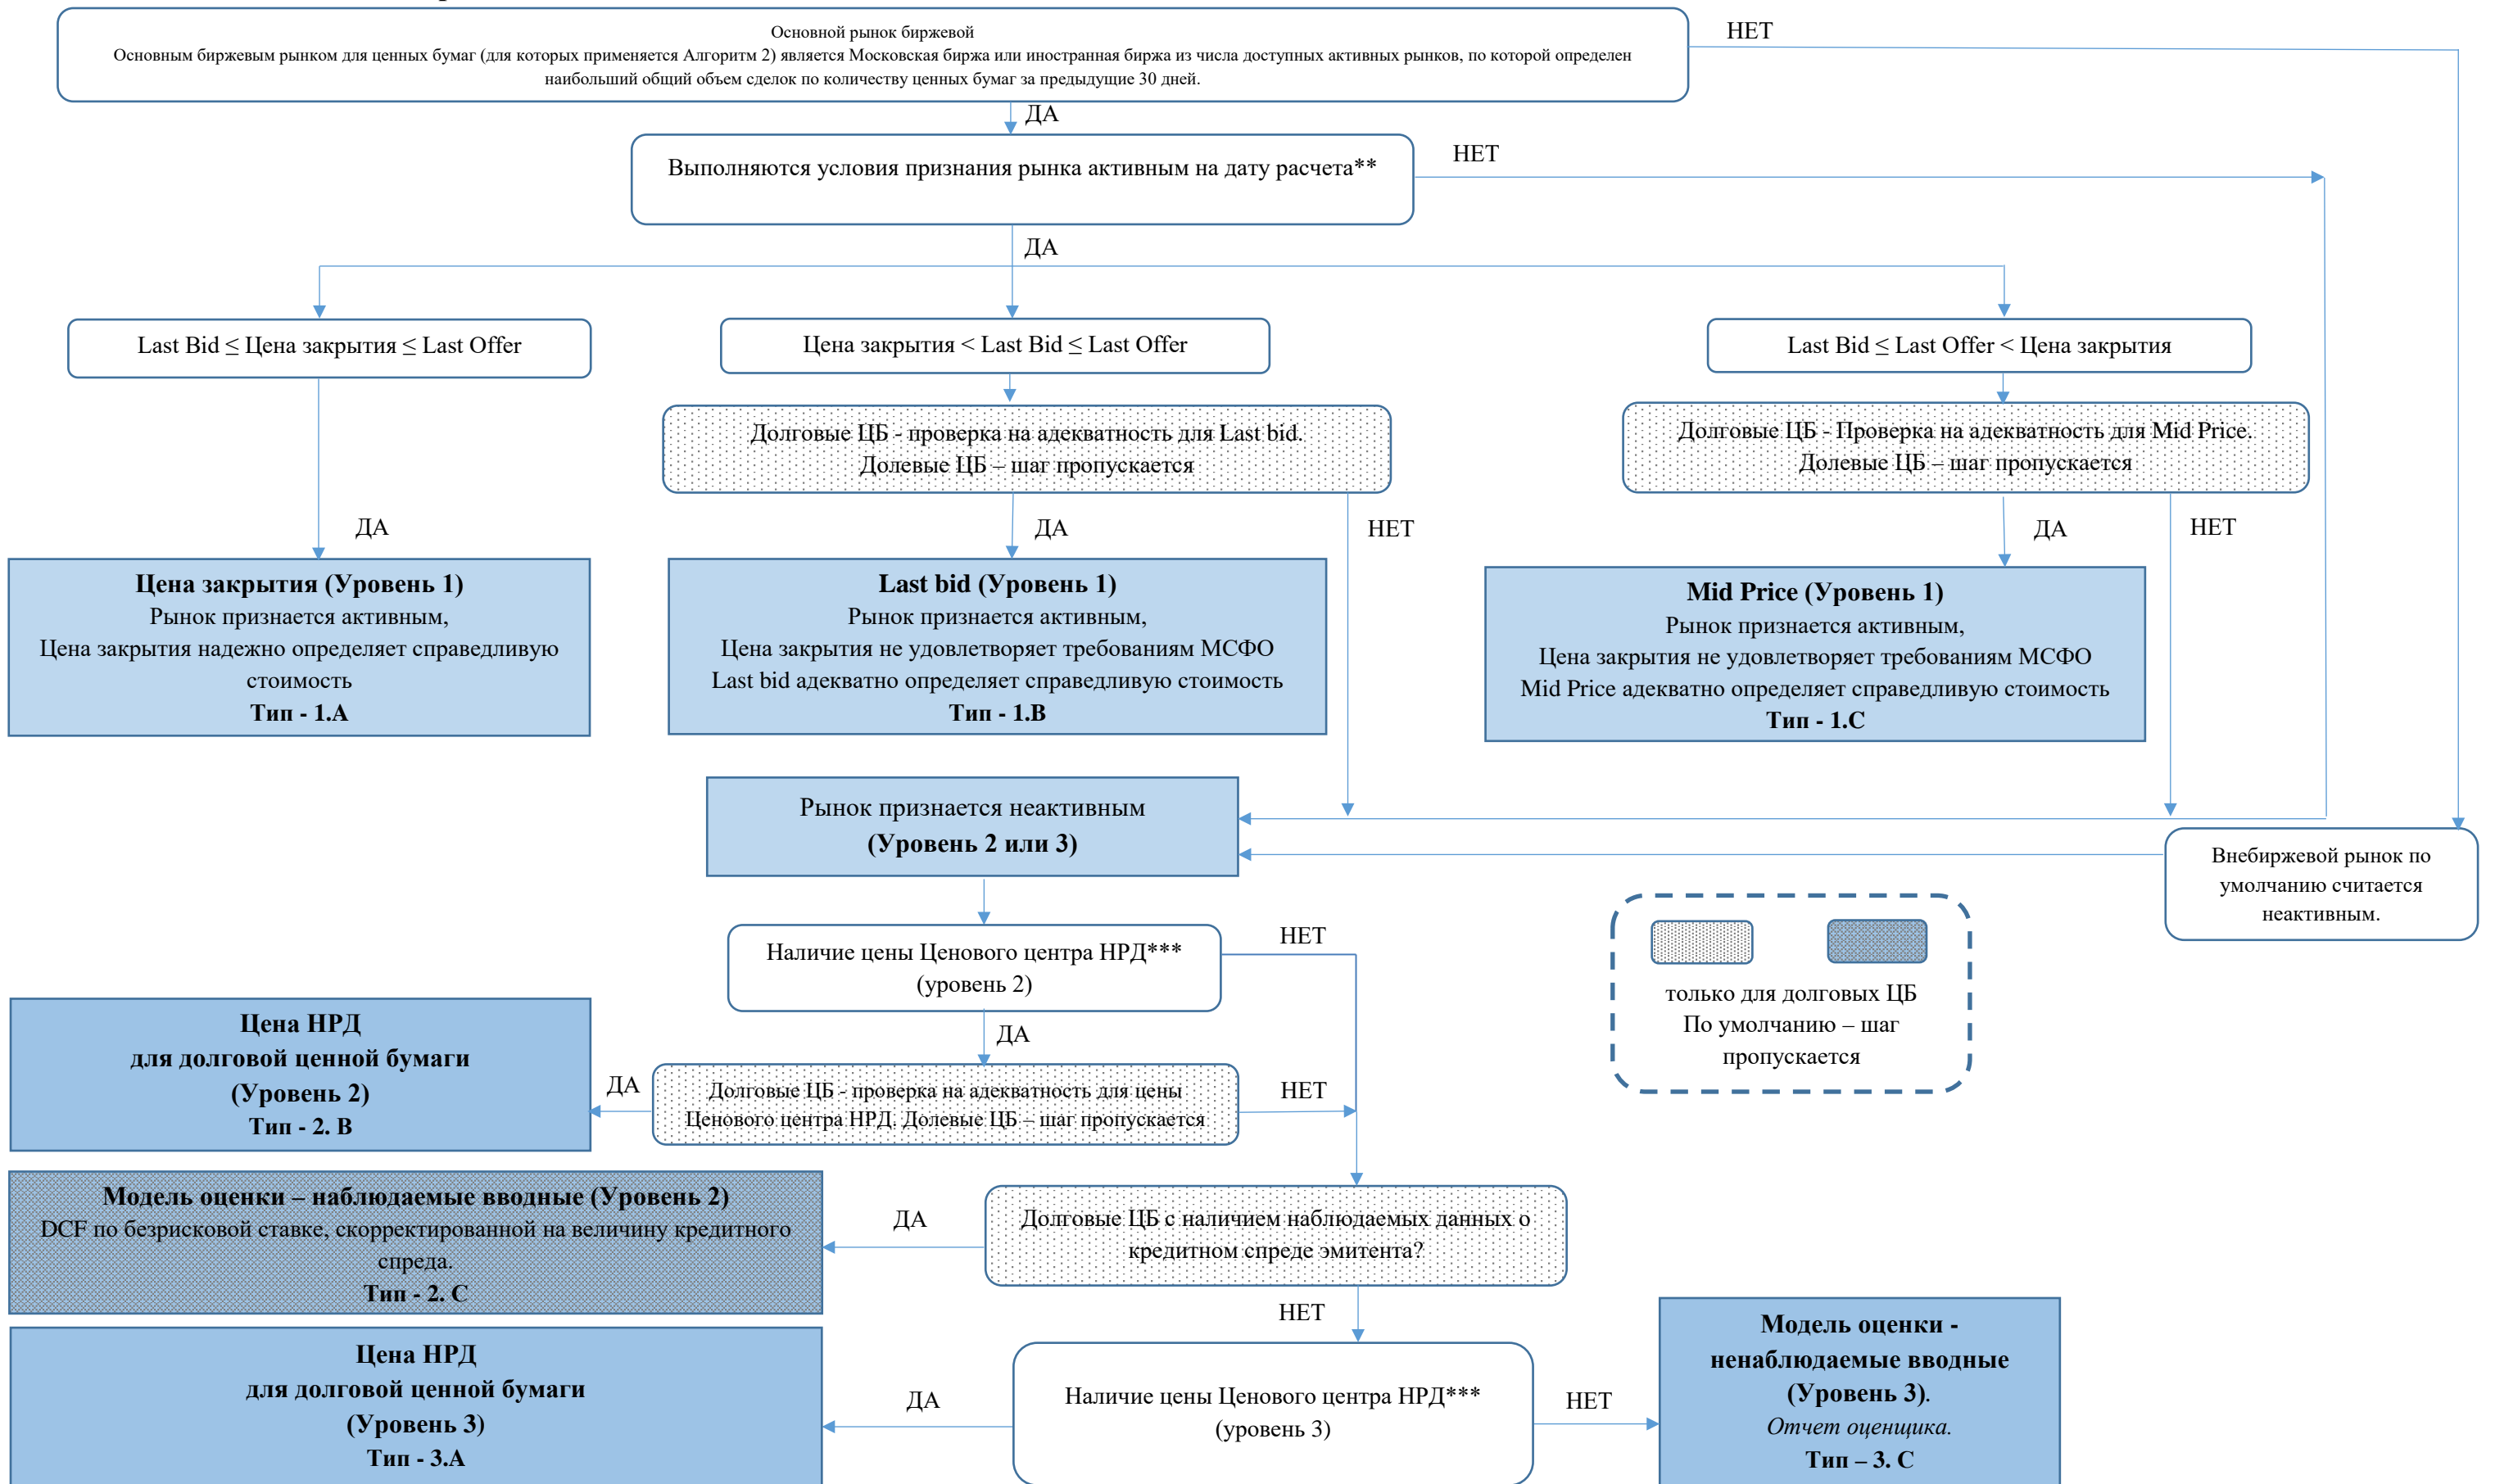 Основной рынок биржевой
Основным биржевым рынком для ценных бумаг (для которых применяется Алгоритм 2) является Московская биржа или иностранная биржа из числа доступных активных рынков, по которой определен
наибольший общий объем сделок по количеству ценных бумаг за предыдущие 30 дней.
НЕТ
ДА
Выполняются условия признания рынка активным на дату расчета**
НЕТ
ДА
Last Bid ≤ Цена закрытия ≤ Last Offer
Цена закрытия < Last Bid ≤ Last Offer
Last Bid ≤ Last Offer < Цена закрытия
Долговые ЦБ - проверка на адекватность для Last bid.
Долевые ЦБ – шаг пропускается
Долговые ЦБ - Проверка на адекватность для Mid Price.
Долевые ЦБ – шаг пропускается
ДА
ДА
НЕТ
ДА
НЕТ
Цена закрытия (Уровень 1)
Рынок признается активным,
Цена закрытия надежно определяет справедливую
стоимость
Тип - 1.A
Last bid (Уровень 1)
Рынок признается активным,
Цена закрытия не удовлетворяет требованиям МСФО
Last bid адекватно определяет справедливую стоимость
Тип - 1.B
Mid Price (Уровень 1)
Рынок признается активным,
Цена закрытия не удовлетворяет требованиям МСФО
Mid Price адекватно определяет справедливую стоимость
Тип - 1.C
Рынок признается неактивным
(Уровень 2 или 3)
Внебиржевой рынок по
умолчанию считается
неактивным.
Наличие цены Ценового центра НРД***
(уровень 2)
НЕТ
ДА
только для долговых ЦБ
По умолчанию – шаг
пропускается
Цена НРД
для долговой ценной бумаги
(Уровень 2)
Тип - 2. B
ДА
Долговые ЦБ - проверка на адекватность для цены
Ценового центра НРД. Долевые ЦБ – шаг пропускается
НЕТ
Модель оценки – наблюдаемые вводные (Уровень 2)
DCF по безрисковой ставке, скорректированной на величину кредитного
спреда.
Тип - 2. C
ДА
Долговые ЦБ с наличием наблюдаемых данных о
кредитном спреде эмитента?
НЕТ
Цена НРД
для долговой ценной бумаги
(Уровень 3)
Тип - 3.A
ДА
Наличие цены Ценового центра НРД***
(уровень 3)
НЕТ
Модель оценки -
ненаблюдаемые вводные
(Уровень 3).
Отчет оценщика.
Тип – 3. C